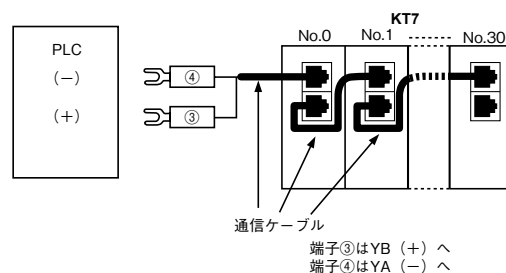 KT7
No.0 No.1 No.30
PLC
(−)
(+)
④
③
通信ケーブル
端子③はYB (+) へ
端子④はYA (−) へ